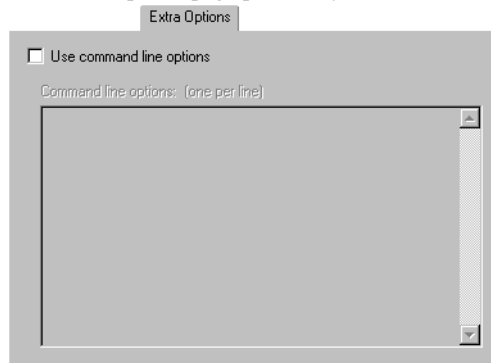 Extra Options
Use command line options
Command line options: (one per line)